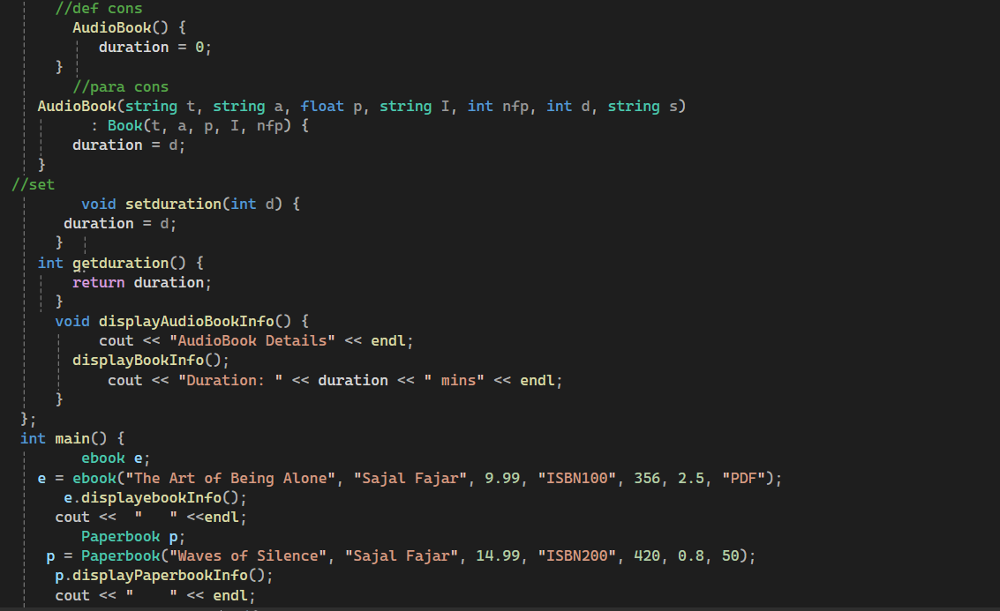 //def cons
AudioBook() {
duration = 0;
}
//para cons
AudioBook(string t, string a, float p, string I, int nfp, int d, string s)
: Book(t, a, p, I, nfp) {
duration = d;
}
//set
void setduration(int d) {
duration = d;
}
int getduration() {
return duration;
}
void displayAudioBookInfo() {
cout << "AudioBook Details" << endl;
displayBookInfo();
cout << "Duration: " << duration << " mins" << endl;
}
};
int main() {
ebook e;
e = ebook("The Art of Being Alone", "Sajal Fajar", 9.99, "ISBN100", 356, 2.5, "PDF");
e.displayebookInfo();
cout <<  "   " <<endl;
Paperbook p;
p = Paperbook("Waves of Silence", "Sajal Fajar", 14.99, "ISBN200", 420, 0.8, 50);
p.displayPaperbookInfo();
cout << "    " << endl;